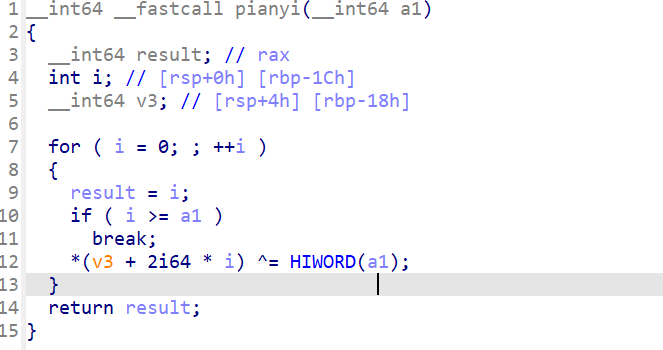 1 __int64 __fastcall pianyi(__int64 a1)
2 {
3   __int64 result; // rax
4   int i; // [rsp+0h] [rbp-1Ch]
5   __int64 v3; // [rsp+4h] [rbp-18h]
6
7   for ( i = 0; ; ++i )
8   {
9     result = i;
10     if ( i >= a1 )
11       break;
12     *(v3 + 2i64 * i) ^= HIWORD(a1);
13   }
14   return result;
15 }